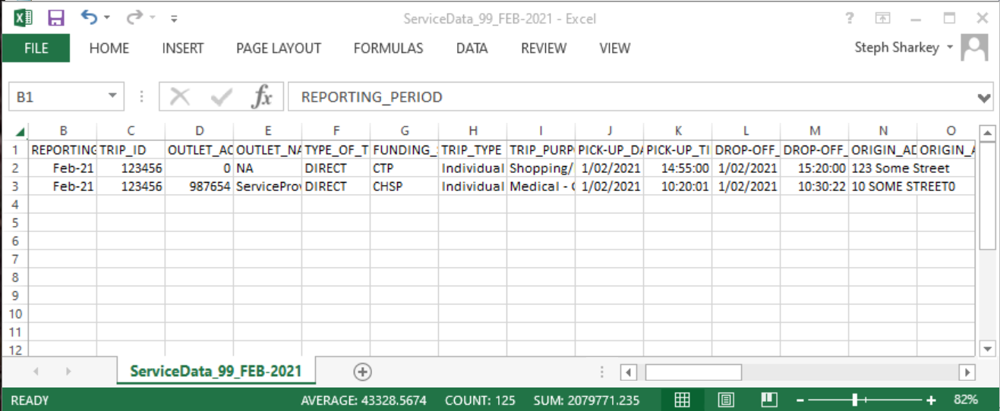 ServiceData_99_FEB-2021 - Excel
?
FILE HOME INSERT PAGE LAYOUT FORMULAS DATA REVIEW VIEW Steph Sharkey
B1 fx REPORTING_PERIOD
B C D E F G H I J K L M N O
1 REPORTING TRIP_ID OUTLET_AC OUTLET_NA TYPE_OF_T FUNDING_ TRIP_TYPE TRIP_PURP PICK-UP_DA PICK-UP_TI DROP-OFF_ DROP-OFF_ ORIGIN_AD ORIGIN_A
2 Feb-21 123456 0 NA DIRECT CTP Individual Shopping/ 1/02/2021 14:55:00 1/02/2021 15:20:00 123 Some Street
3 Feb-21 123456 987654 ServiceProv DIRECT CHSP Individual Medical - 1/02/2021 10:20:01 1/02/2021 10:30:22 10 SOME STREET0
4
5
6
7
8
9
10
11
12
ServiceData_99_FEB-2021
READY AVERAGE: 43328.5674 COUNT: 125 SUM: 2079771.235 82%